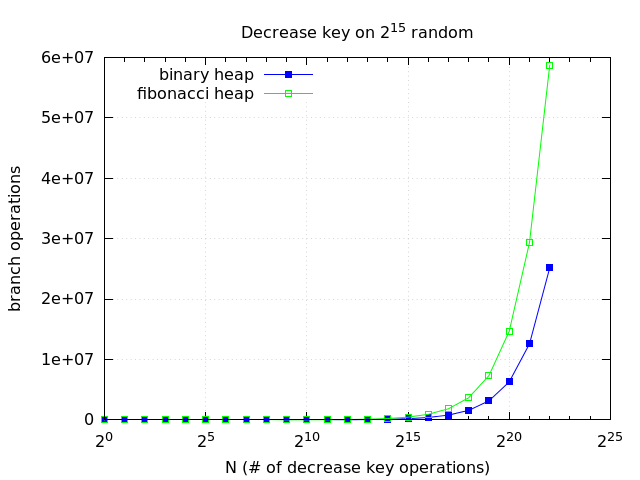 Decrease key on 2^15 random
binary heap
fibonacci heap
branch operations
6e+07
5e+07
4e+07
3e+07
2e+07
1e+07
0
2^0 2^5 2^10 2^15 2^20 2^25
N (# of decrease key operations)